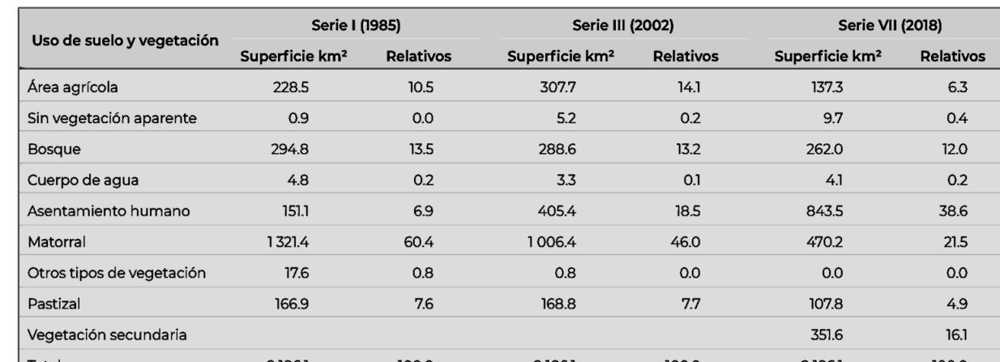 Uso de suelo y vegetación Serie I (1985) Serie III (2002) Serie VII (2018)
Superficie km² Relativos Superficie km² Relativos Superficie km² Relativos
Área agrícola 228.5 10.5 307.7 14.1 137.3 6.3
Sin vegetación aparente 0.9 0.0 5.2 0.2 9.7 0.4
Bosque 294.8 13.5 288.6 13.2 262.0 12.0
Cuerpo de agua 4.8 0.2 3.3 0.1 4.1 0.2
Asentamiento humano 151.1 6.9 405.4 18.5 843.5 38.6
Matorral 1 321.4 60.4 1 006.4 46.0 470.2 21.5
Otros tipos de vegetación 17.6 0.8 0.8 0.0 0.0 0.0
Pastizal 166.9 7.6 168.8 7.7 107.8 4.9
Vegetación secundaria 351.6 16.1